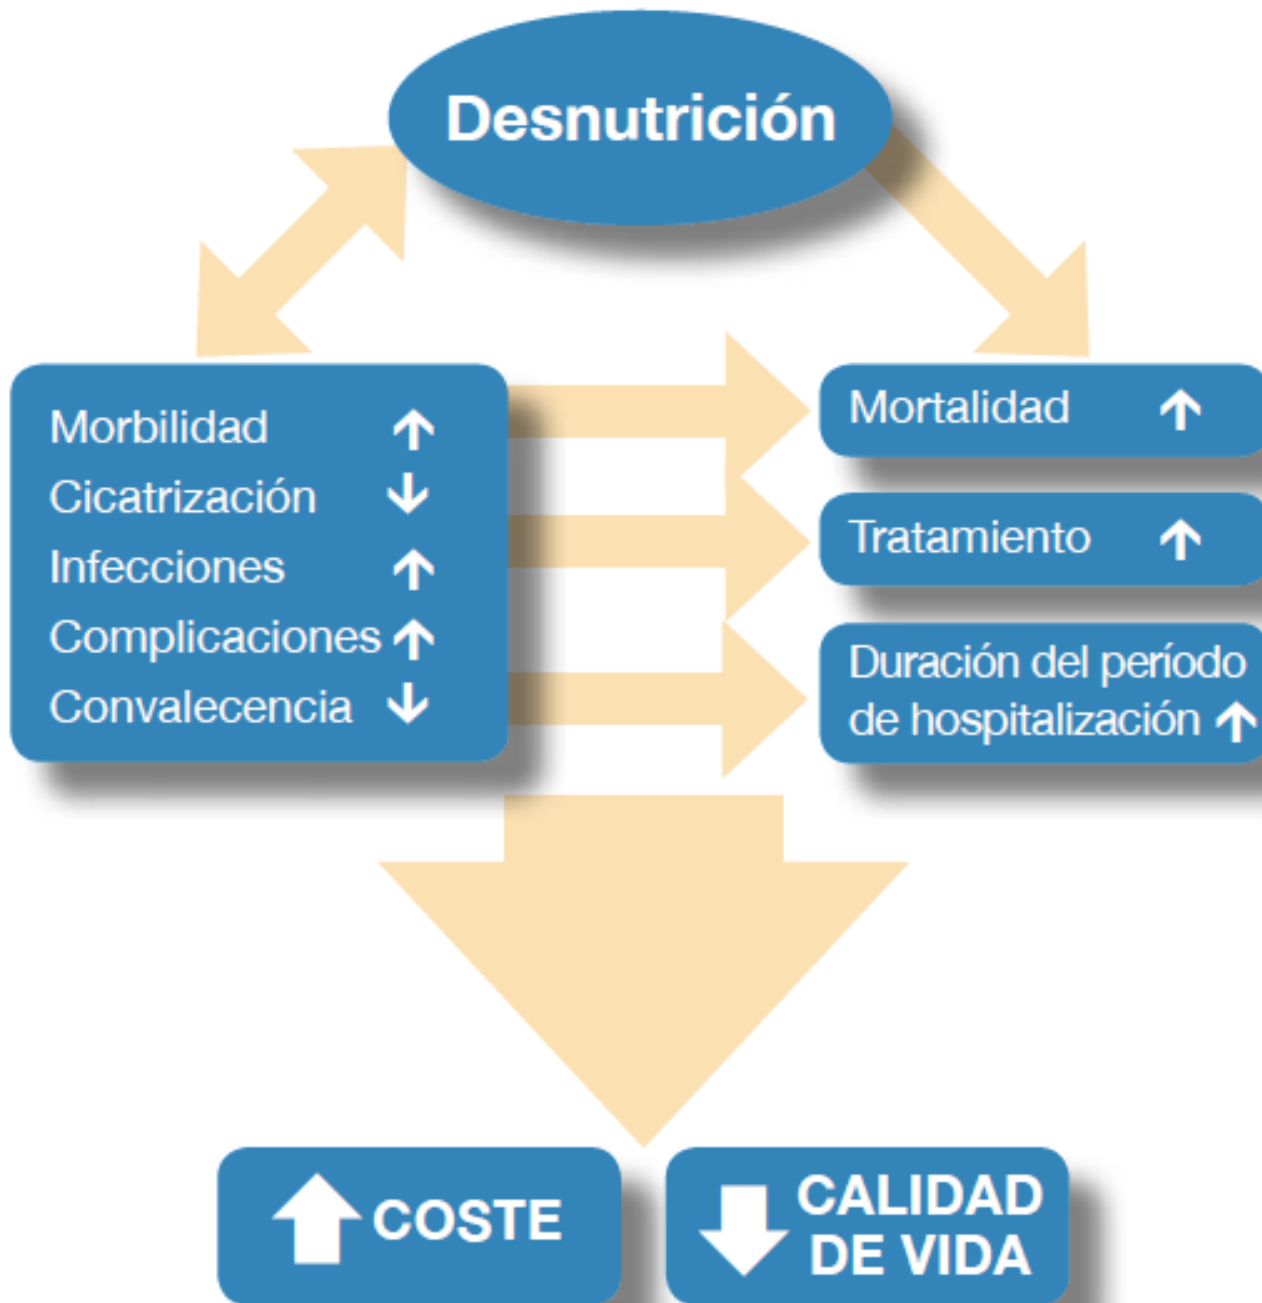 Desnutrición
Morbilidad ↑
Cicatrización ↓
Infecciones ↑
Complicaciones ↑
Convalecencia ↓
Mortalidad ↑
Tratamiento ↑
Duración del período
de hospitalización ↑
COSTE
CALIDAD
DE VIDA